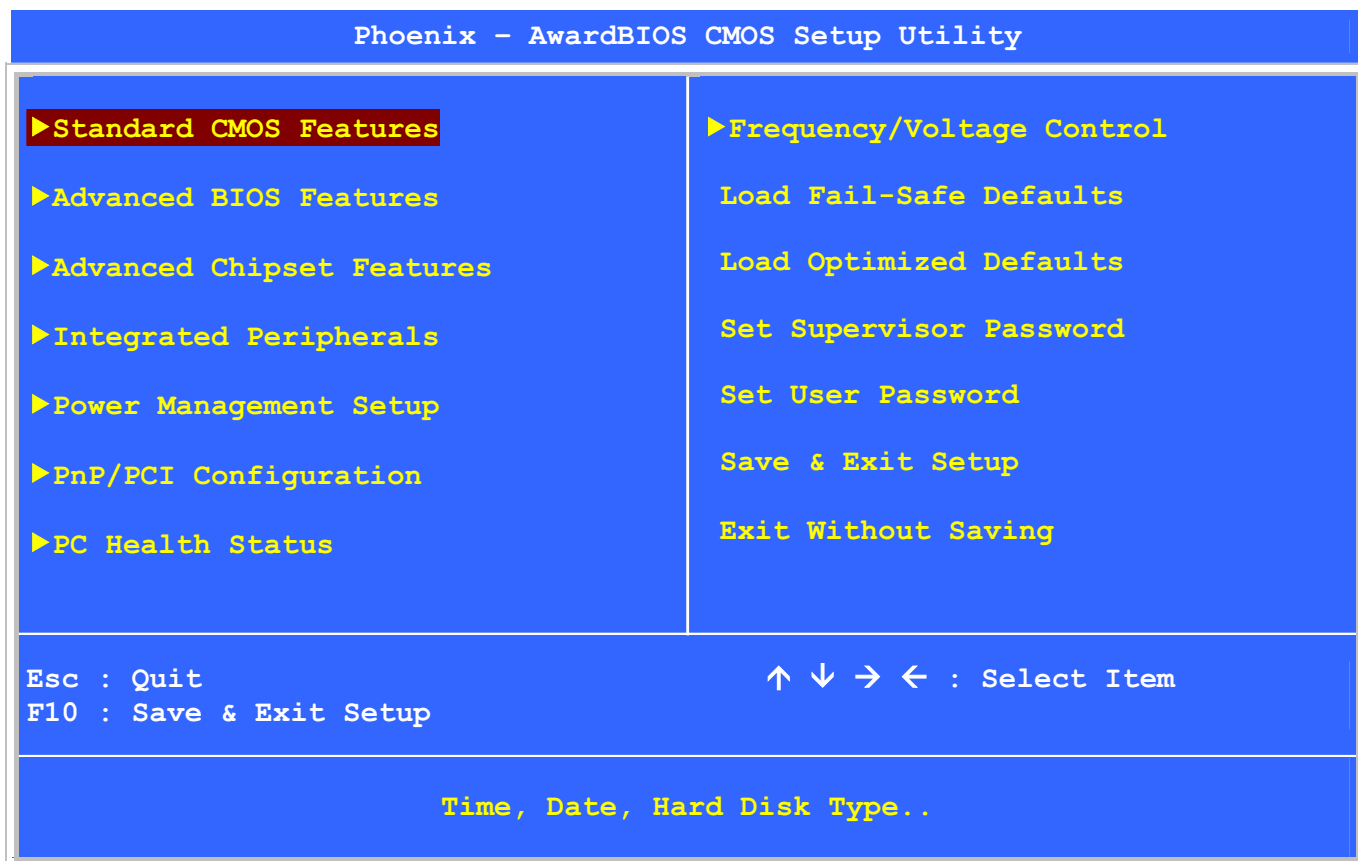 Phoenix – AwardBIOS CMOS Setup Utility
▶Standard CMOS Features
▶Advanced BIOS Features
▶Advanced Chipset Features
▶Integrated Peripherals
▶Power Management Setup
▶PnP/PCI Configuration
▶PC Health Status
▶Frequency/Voltage Control
Load Fail-Safe Defaults
Load Optimized Defaults
Set Supervisor Password
Set User Password
Save & Exit Setup
Exit Without Saving
Esc : Quit
F10 : Save & Exit Setup
↑ ↓ → ← : Select Item
Time, Date, Hard Disk Type..